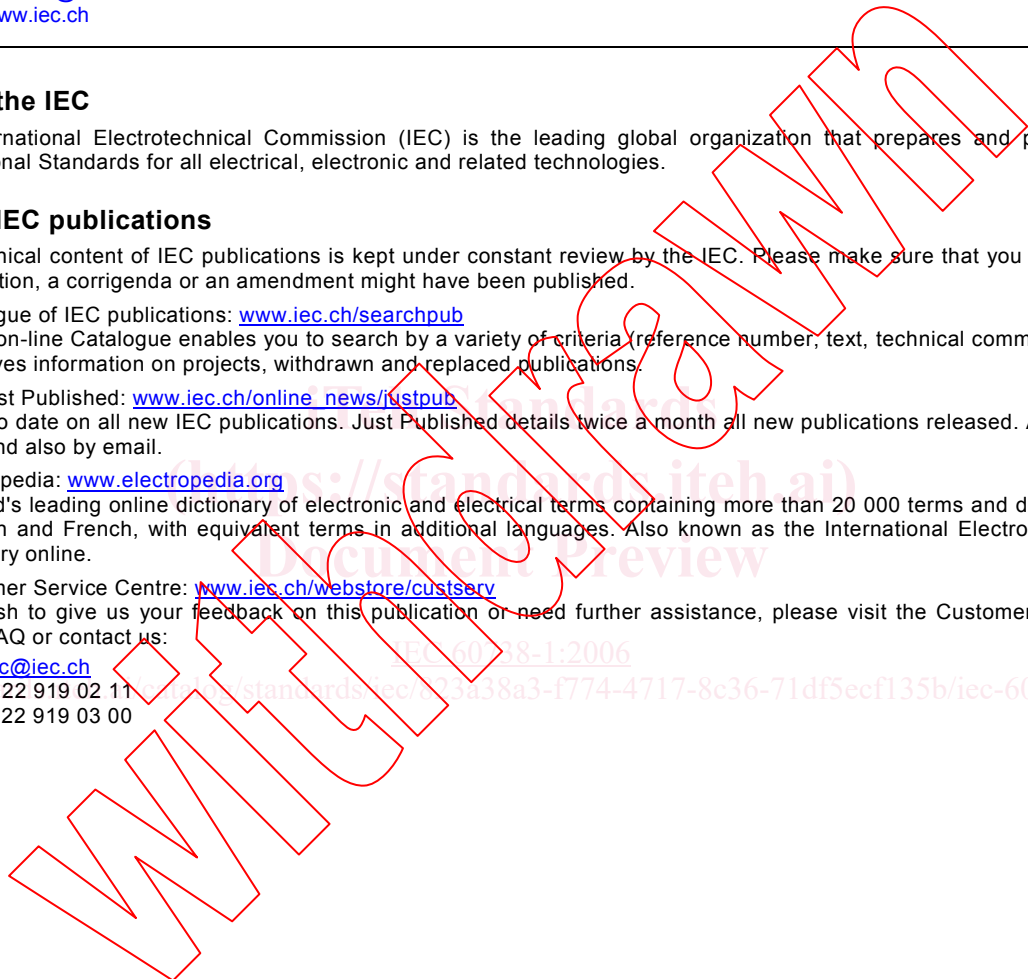 ww.iec.ch
the IEC
rnational Electrotechnical Commission (IEC) is the leading global organization that prepares and p
onal Standards for all electrical, electronic and related technologies.
IEC publications
nical content of IEC publications is kept under constant review by the IEC. Please make sure that you
tion, a corrigenda or an amendment might have been published.
gue of IEC publications: www.iec.ch/searchpub
on-line Catalogue enables you to search by a variety of criteria (reference number, text, technical comm
ves information on projects, withdrawn and replaced publications.
iTeh Standards
st Published: www.iec.ch/online_news/justpub
o date on all new IEC publications. Just Published details twice a month all new publications released. A
nd also by email.
(https://standards.iteh.ai)
pedia: www.electropedia.org
d's leading online dictionary of electronic and electrical terms containing more than 20 000 terms and d
n and French, with equivalent terms in additional languages. Also known as the International Electro
ry online.
Document Preview
mer Service Centre: www.iec.ch/webstore/custserv
sh to give us your feedback on this publication or need further assistance, please visit the Customer
AQ or contact us:
IEC 60738-1:2006
c@iec.ch
22 919 02 11
/catalog/standards/iec/823a38a3-f774-4717-8c36-71df5ecf135b/iec-60
22 919 03 00
withdrawn